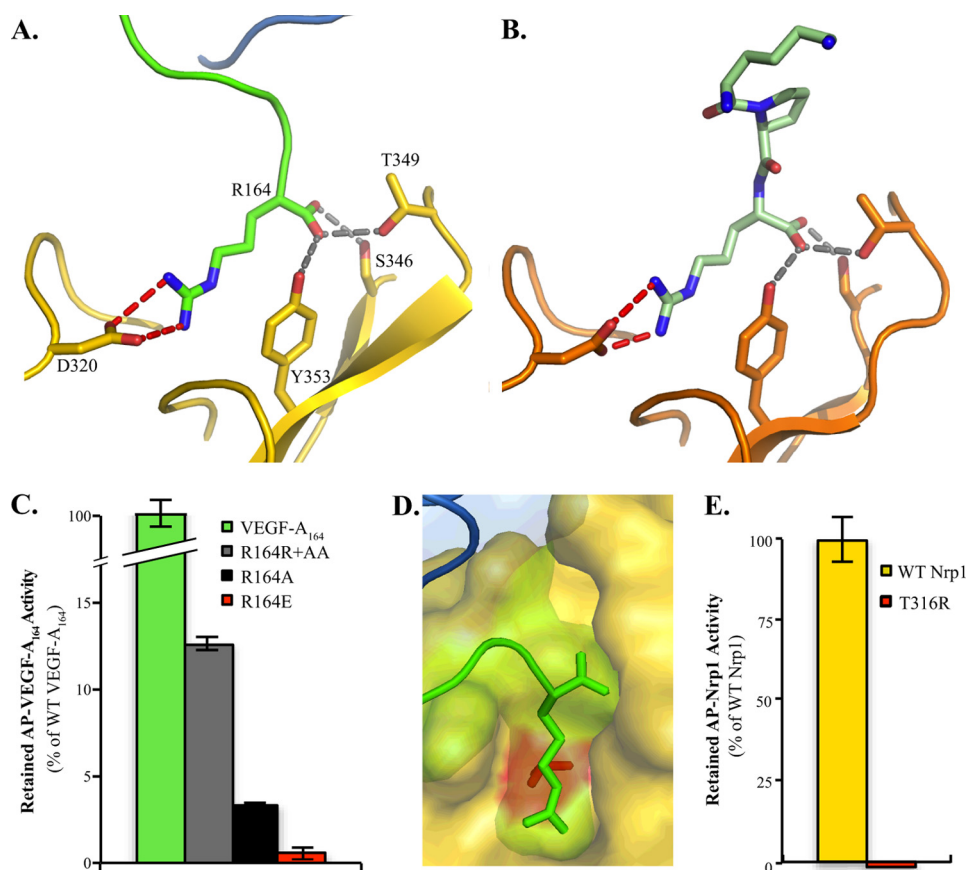 A.
R164
T349
S346
D320
Y353
B.
C.
Retained AP-VEGF-A164 Activity
(% of WT VEGF-A164)
100
15
10
5
0
VEGF-A164
R164R+AA
R164A
R164E
D.
E.
Retained AP-Nrp1 Activity
(% of WT Nrp1)
100
75
50
25
0
WT Nrp1
T316R